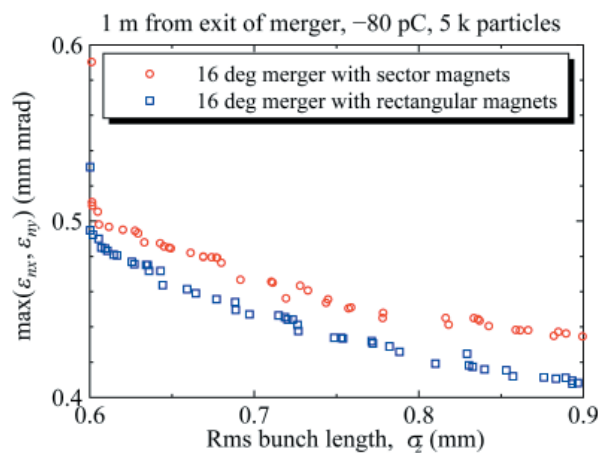 1 m from exit of merger, −80 pC, 5 k particles
0.6
16 deg merger with sector magnets
16 deg merger with rectangular magnets
max(εnx, εny) (mm mrad)
0.5
0.4
0.6 0.7 0.8 0.9
Rms bunch length, σz (mm)